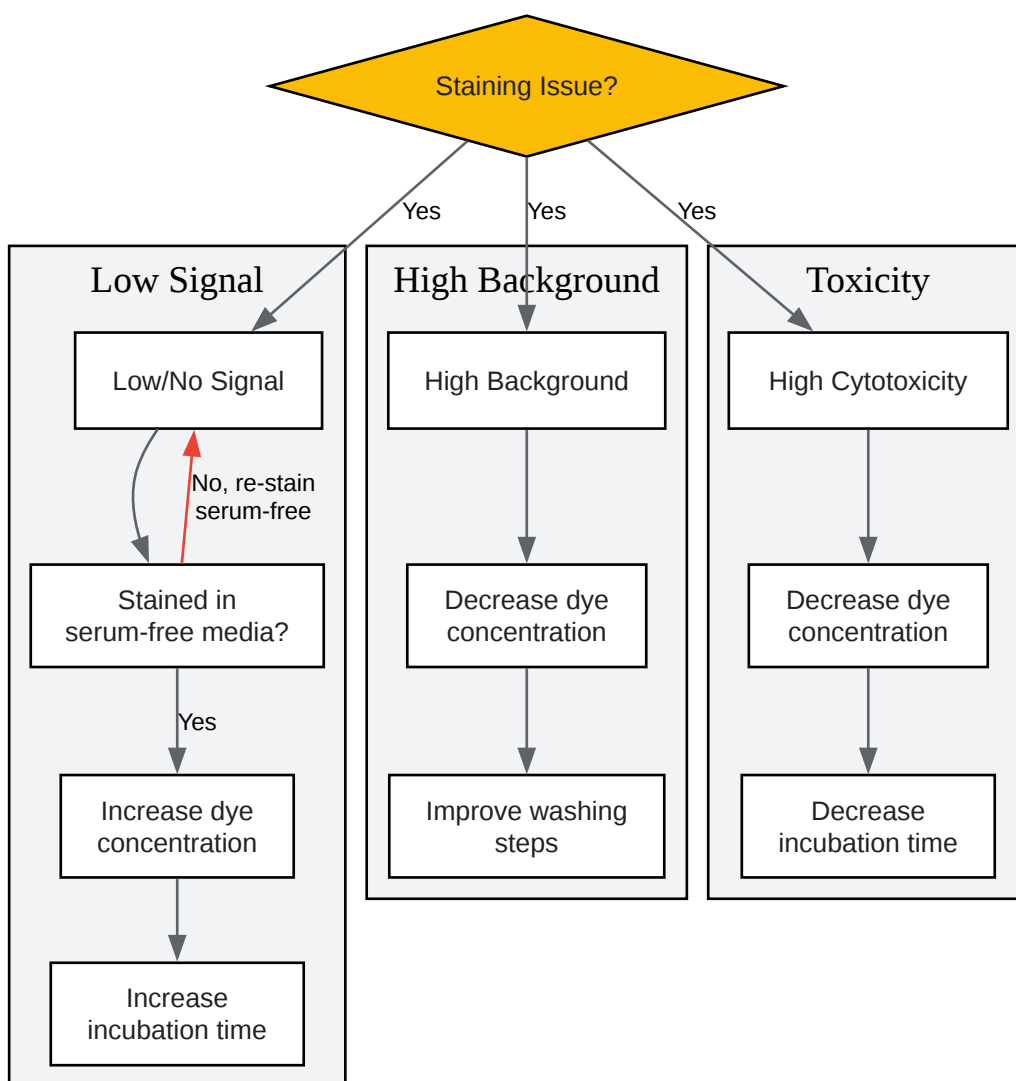 Staining Issue?
Yes
Yes
Yes
Low Signal
High Background
Toxicity
Low/No Signal
High Background
High Cytotoxicity
No, re-stain
serum-free
Stained in
serum-free media?
Decrease dye
concentration
Decrease dye
concentration
Yes
Increase dye
concentration
Improve washing
steps
Decrease
incubation time
Increase
incubation time